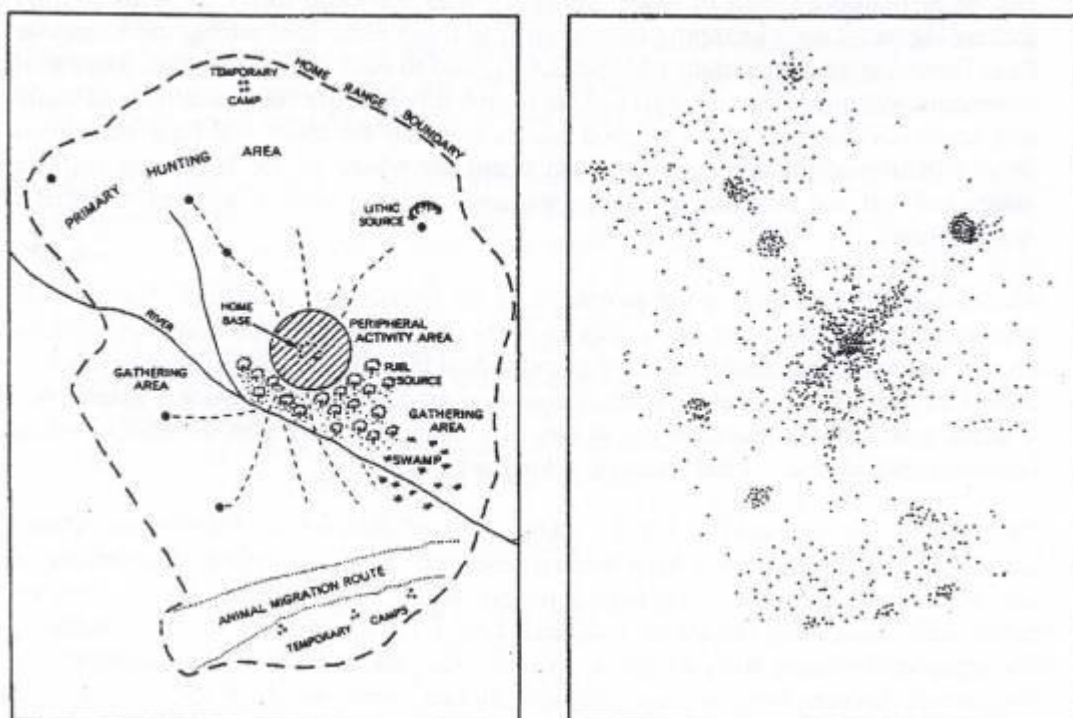 TEMPORARY
CAMP
HOME RANGE BOUNDARY
PRIMARY HUNTING AREA
LITHIC
SOURCE
HOME
BASE
PERIPHERAL
ACTIVITY AREA
RIVER
FUEL
SOURCE
GATHERING
AREA
GATHERING
AREA
SWAMP
ANIMAL MIGRATION ROUTE
TEMPORARY CAMPS